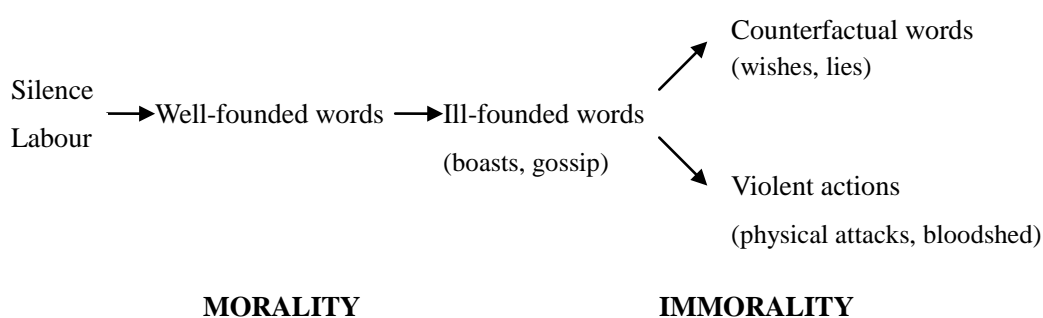 Silence
Labour
Well-founded words
Ill-founded words
(boasts, gossip)
Counterfactual words
(wishes, lies)
Violent actions
(physical attacks, bloodshed)
MORALITY
IMMORALITY